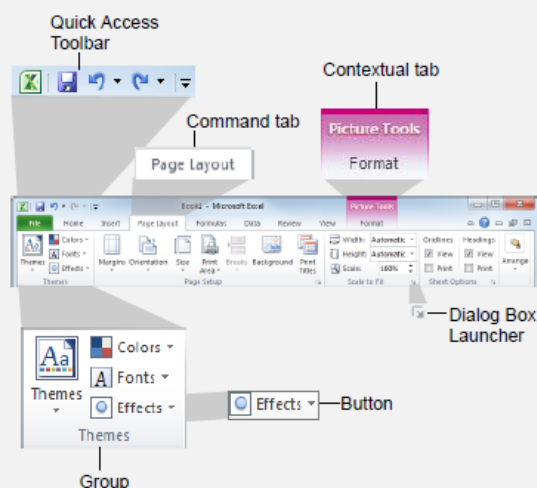 Quick Access
Toolbar
Contextual tab
Command tab
Picture Tools
Page Layout
Format
Book1 - Microsoft Excel
Picture Tools
File Home Insert Page Layout Formulas Data Review View Format
Themes Colors Fonts Effects
Margins Orientation Size Print Area Breaks Background Print Titles
Width: Automatic
Height: Automatic
Scale: 100%
Gridlines Headings
View View
Print Print
Arrange
Themes Page Setup Scale to Fit Sheet Options
Dialog Box
Launcher
Aa
Colors
A Fonts
Themes
Effects
Themes
Effects
Button
Group